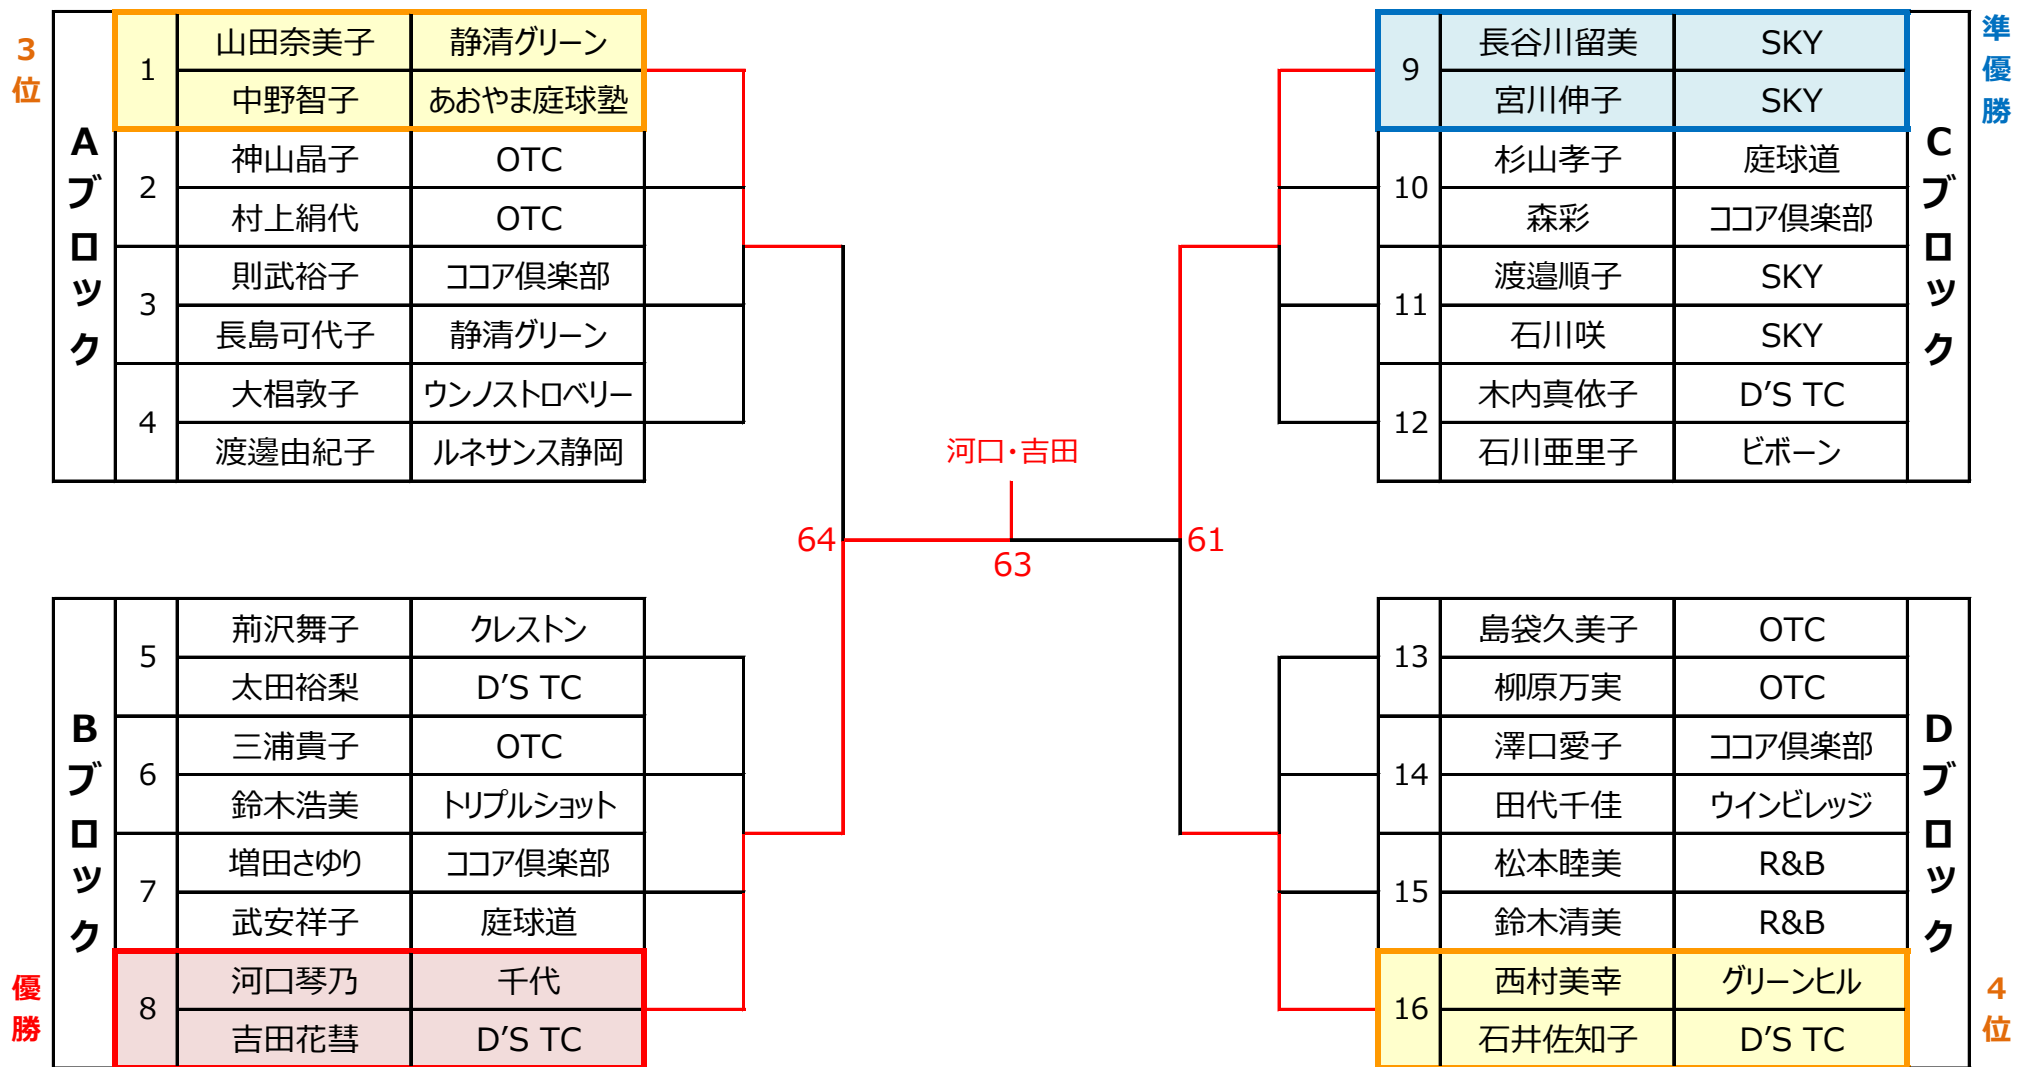 3位
Aブロック
1 山田奈美子 静清グリーン
中野智子 あおやま庭球塾
2 神山晶子 OTC
村上絹代 OTC
3 則武裕子 ココア倶楽部
長島可代子 静清グリーン
4 大椙敦子 ウンノストロベリー
渡邊由紀子 ルネサンス静岡
Bブロック
5 荊沢舞子 クレストン
太田裕梨 D'S TC
6 三浦貴子 OTC
鈴木浩美 トリプルショット
7 増田さゆり ココア倶楽部
武安祥子 庭球道
優勝
8 河口琴乃 千代
吉田花彗 D'S TC
河口・吉田
64
63
61
準優勝
Cブロック
9 長谷川留美 SKY
宮川伸子 SKY
10 杉山孝子 庭球道
森彩 ココア倶楽部
11 渡邉順子 SKY
石川咲 SKY
12 木内真依子 D'S TC
石川亜里子 ビボーン
Dブロック
13 島袋久美子 OTC
柳原万実 OTC
14 澤口愛子 ココア倶楽部
田代千佳 ウインビレッジ
15 松本睦美 R&B
鈴木清美 R&B
16 西村美幸 グリーンヒル
石井佐知子 D'S TC
4位